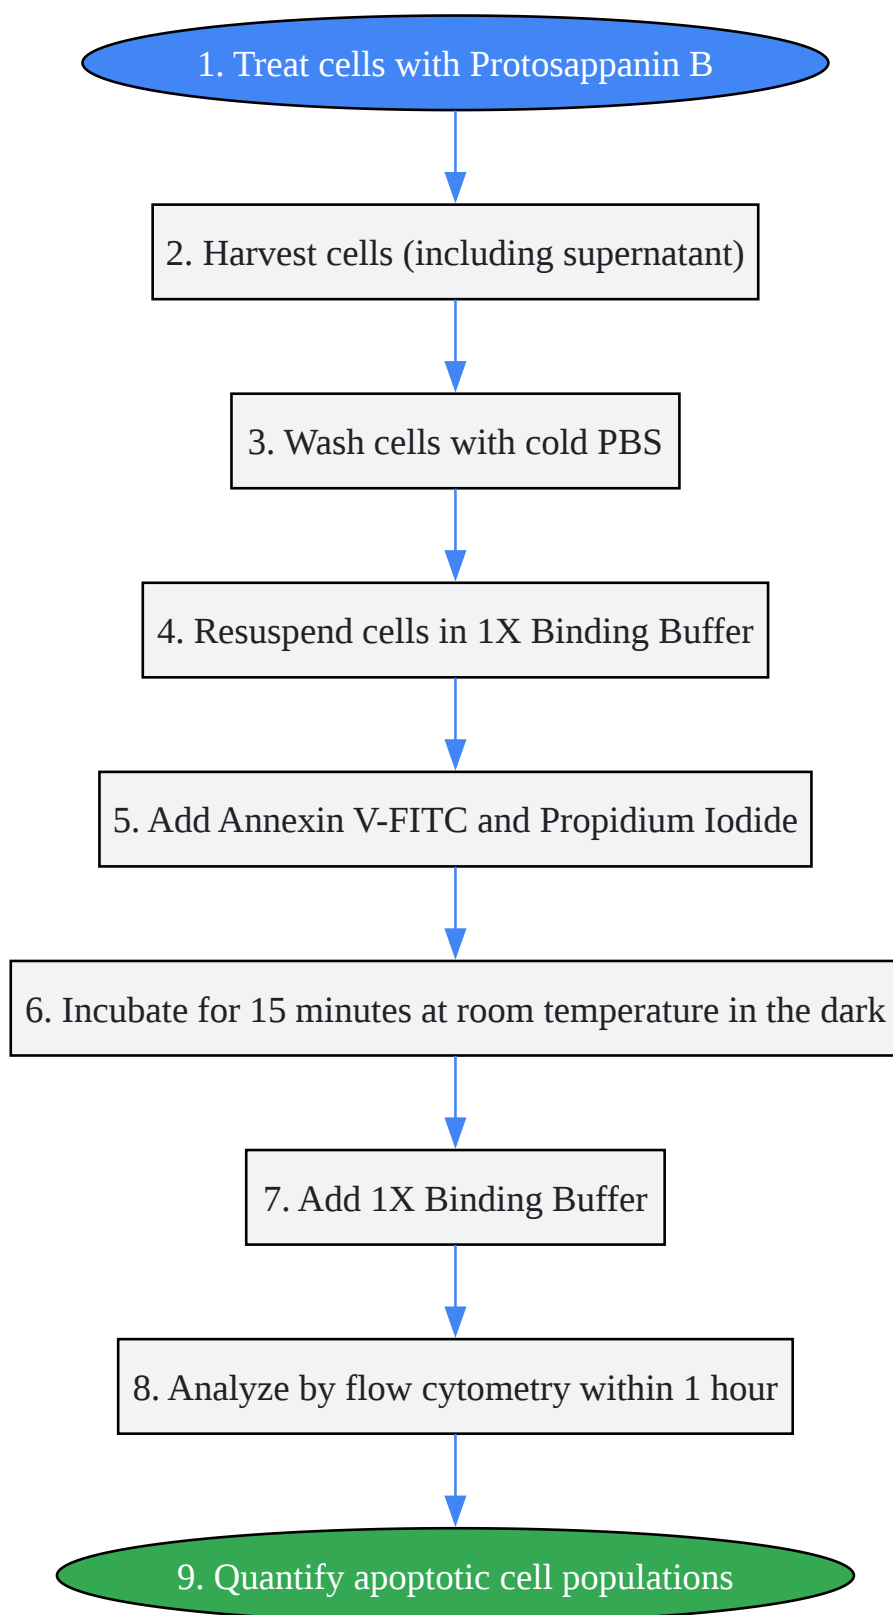 1. Treat cells with Protosappanin B
2. Harvest cells (including supernatant)
3. Wash cells with cold PBS
4. Resuspend cells in 1X Binding Buffer
5. Add Annexin V-FITC and Propidium Iodide
6. Incubate for 15 minutes at room temperature in the dark
7. Add 1X Binding Buffer
8. Analyze by flow cytometry within 1 hour
9. Quantify apoptotic cell populations